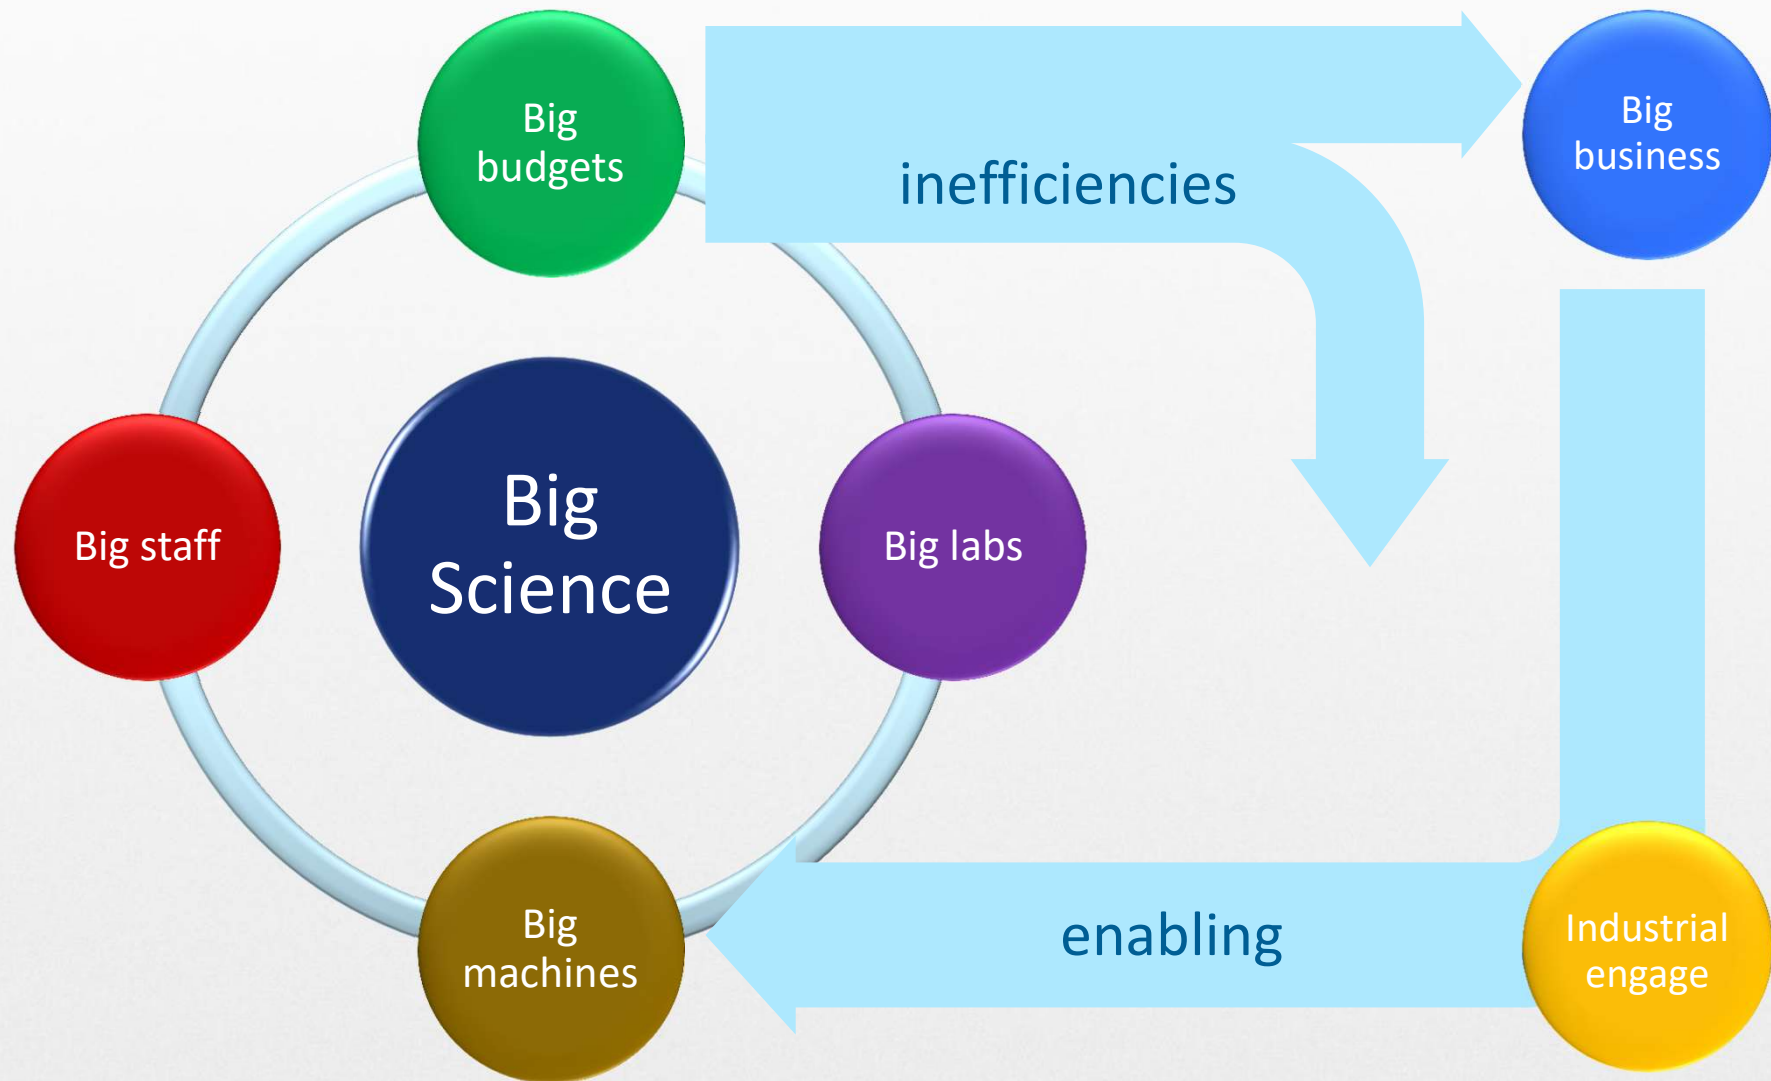 Big
budgets
inefficiencies
Big
business
Big staff
Big
Science
Big labs
Big
machines
enabling
Industrial
engage